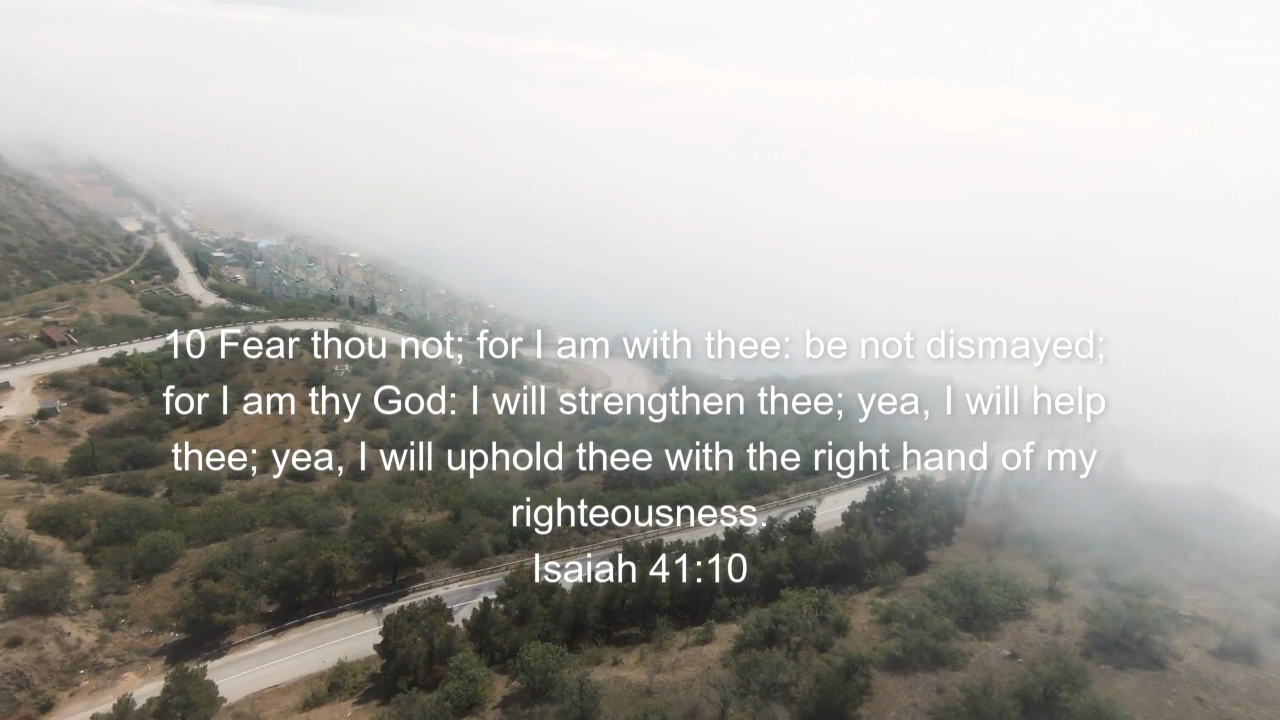 10 Fear thou not; for I am with thee: be not dismayed;
for I am thy God: I will strengthen thee; yea, I will help
thee; yea, I will uphold thee with the right hand of my
righteousness.
Isaiah 41:10